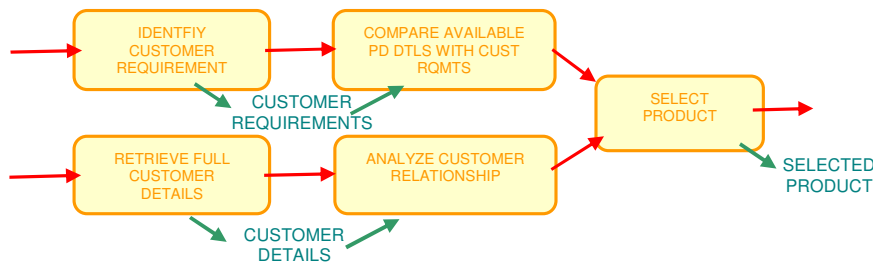 IDENTFIY
CUSTOMER
REQUIREMENT
COMPARE AVAILABLE
PD DTLS WITH CUST
RQMTS
CUSTOMER
REQUIREMENTS
SELECT
PRODUCT
RETRIEVE FULL
CUSTOMER
DETAILS
ANALYZE CUSTOMER
RELATIONSHIP
SELECTED
PRODUCT
CUSTOMER
DETAILS